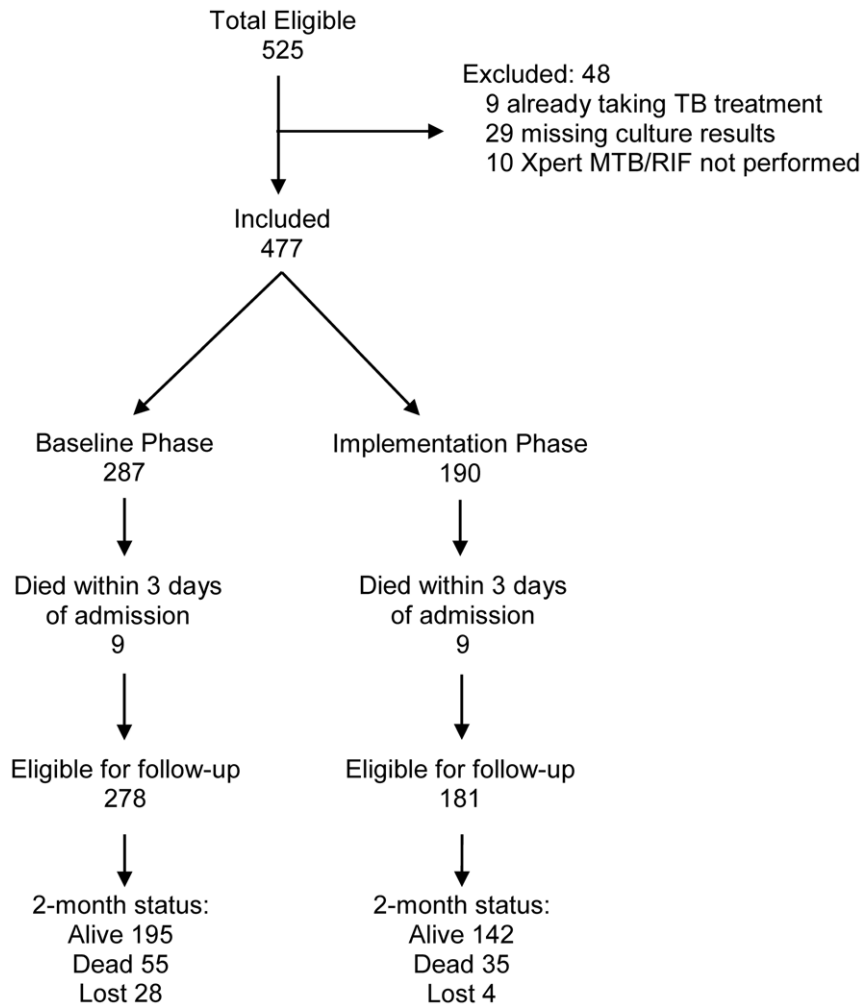 Total Eligible
525
Excluded: 48
9 already taking TB treatment
29 missing culture results
10 Xpert MTB/RIF not performed
Included
477
Baseline Phase
287
Implementation Phase
190
Died within 3 days
of admission
9
Died within 3 days
of admission
9
Eligible for follow-up
278
Eligible for follow-up
181
2-month status:
Alive 195
Dead 55
Lost 28
2-month status:
Alive 142
Dead 35
Lost 4